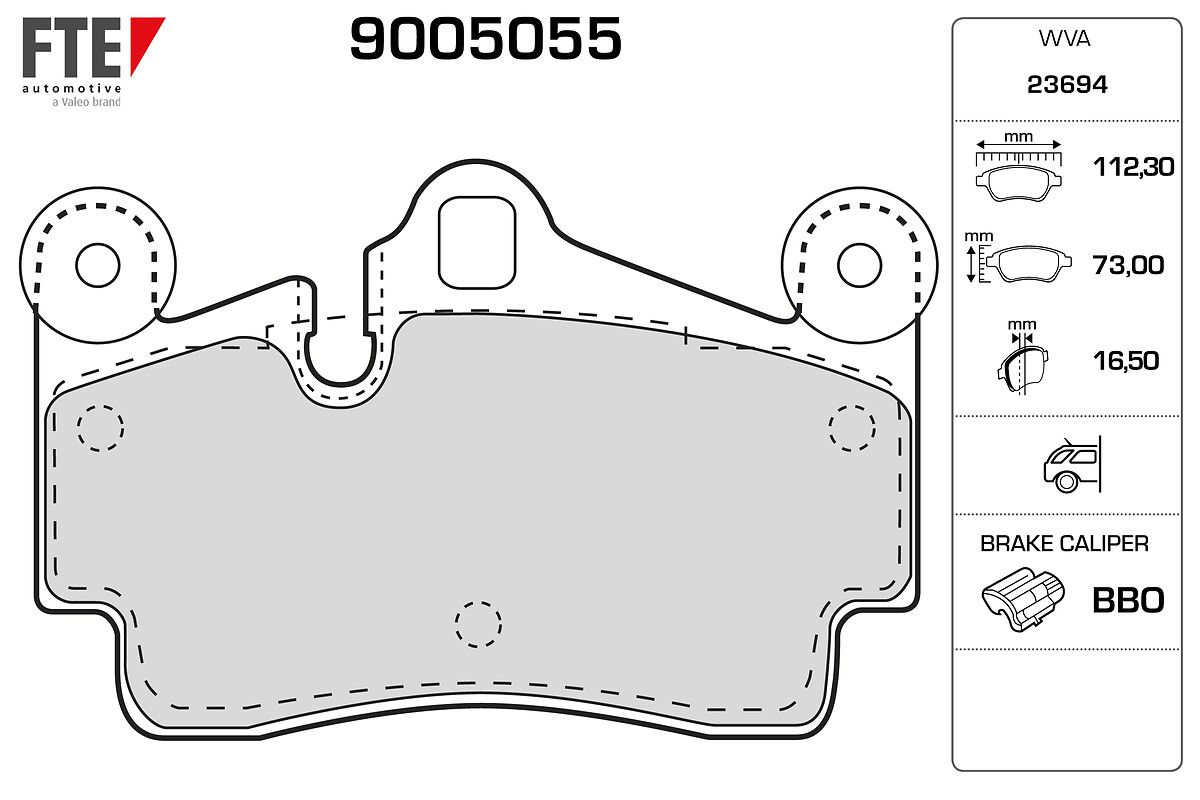 FTE
automotive
a Valeo brand
9005055
WVA
23694
mm
112,30
mm
73,00
mm
16,50
BRAKE CALIPER
BBO